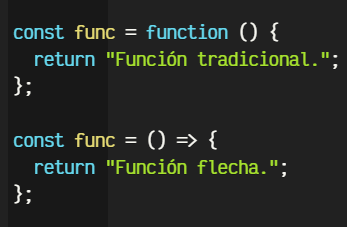 const func = function () {
return "Función tradicional.";
};
const func = () => {
return "Función flecha.";
};